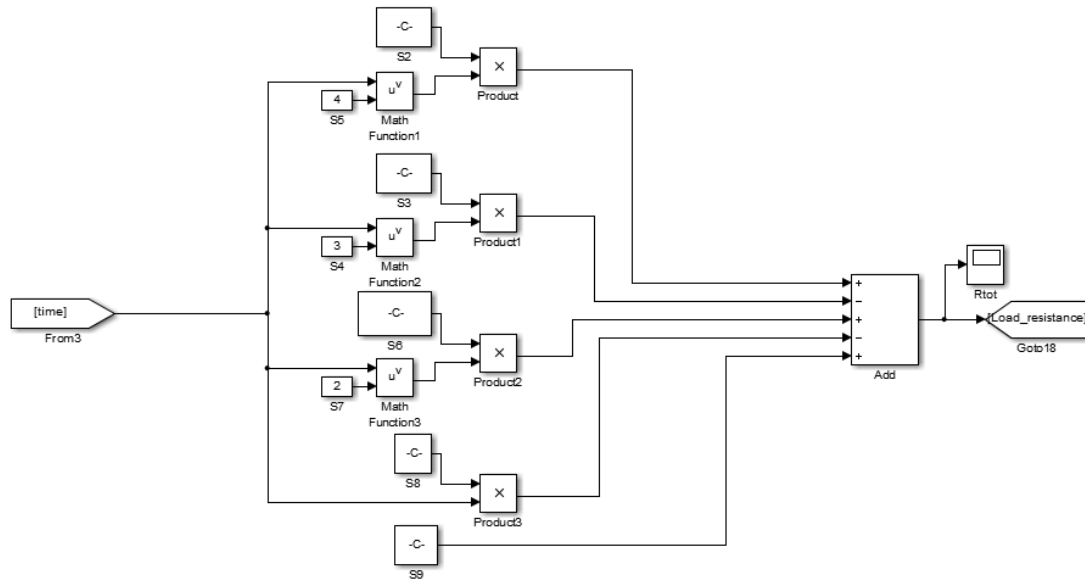 -C-
S2
×
Product
4
S5
u^v
Math
Function1
-C-
S3
×
Product1
3
S4
u^v
Math
Function2
[time]
From3
-C-
S6
×
Product2
2
S7
u^v
Math
Function3
-C-
S8
×
Product3
-C-
S9
+
−
+
−
+
Add
Rtot
[Load_resistance]
Goto18